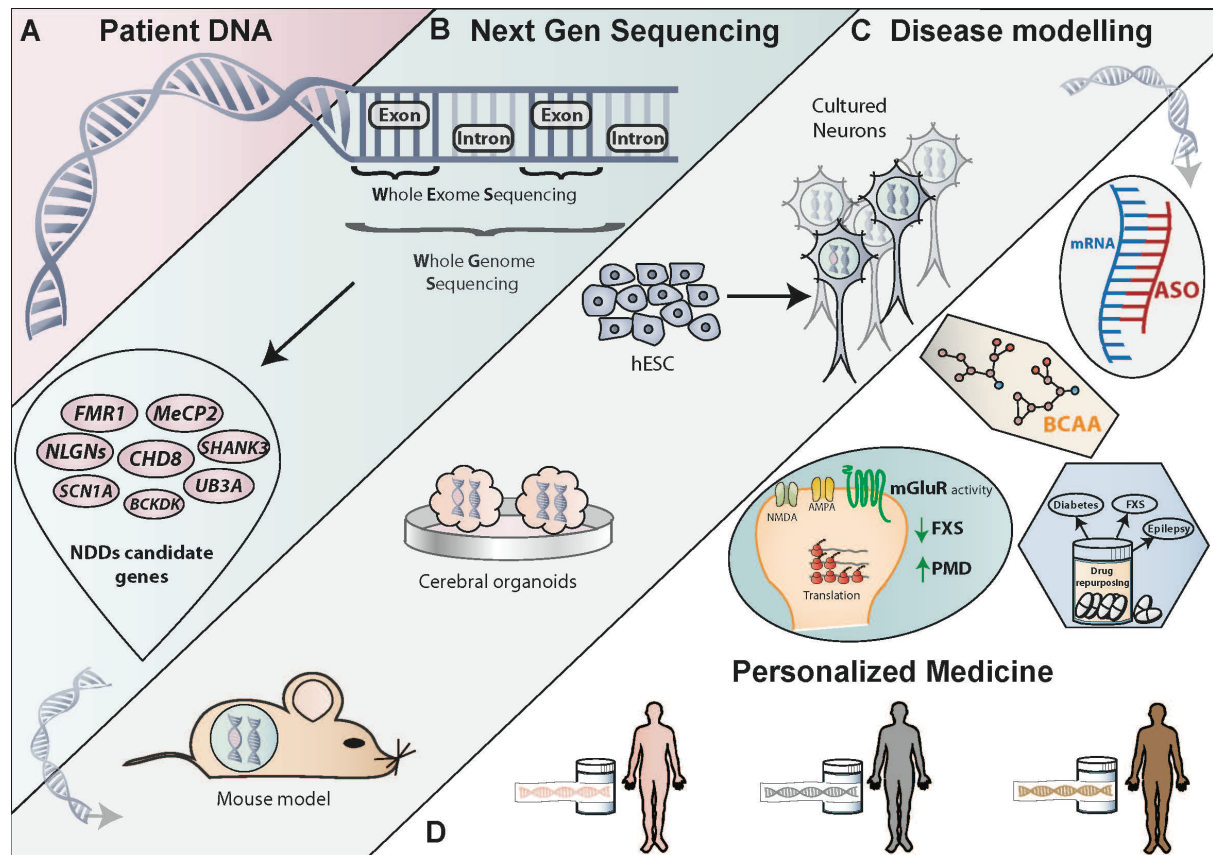 A
Patient DNA
B
Next Gen Sequencing
C
Disease modelling
Exon
Intron
Exon
Intron
Whole Exome Sequencing
Whole Genome
Sequencing
FMR1
MeCP2
NLGNs
CHD8
SHANK3
SCN1A
BCKDK
UB3A
NDDs candidate
genes
Cultured
Neurons
hESC
Cerebral organoids
Mouse model
mRNA
ASO
BCAA
NMDA
AMPA
mGluR activity
FXS
PMD
Translation
Diabetes
FXS
Epilepsy
Drug
repurposing
Personalized Medicine
D